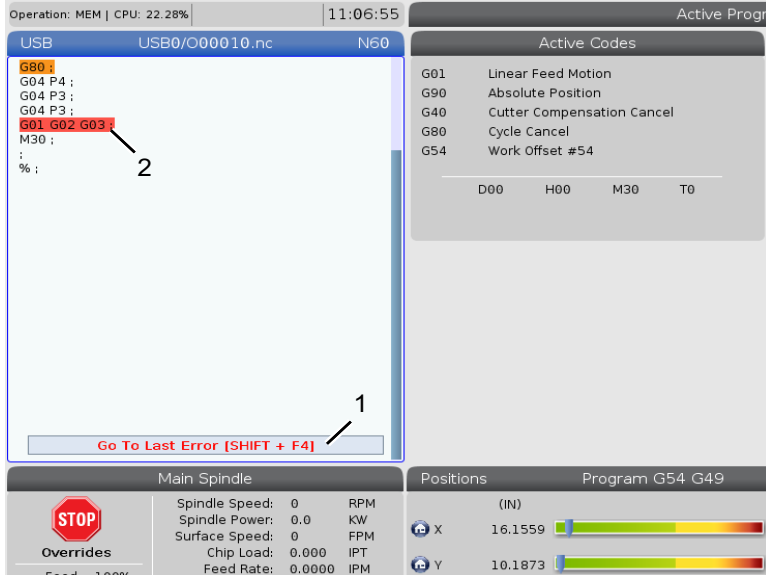 Operation: MEM | CPU: 22.28%
11:06:55
Active Progr
USB USB0/O00010.nc N60
G80 ;
G04 P4 ;
G04 P3 ;
G04 P3 ;
G01 G02 G03 ;
M30 ;
;
% ;
2
1
Go To Last Error [SHIFT + F4]
Active Codes
G01 Linear Feed Motion
G90 Absolute Position
G40 Cutter Compensation Cancel
G80 Cycle Cancel
G54 Work Offset #54
D00 H00 M30 T0
Main Spindle
STOP
Overrides
Feed 100%
Spindle Speed: 0 RPM
Spindle Power: 0.0 KW
Surface Speed: 0 FPM
Chip Load: 0.000 IPT
Feed Rate: 0.0000 IPM
Positions Program G54 G49
(IN)
X 16.1559
Y 10.1873